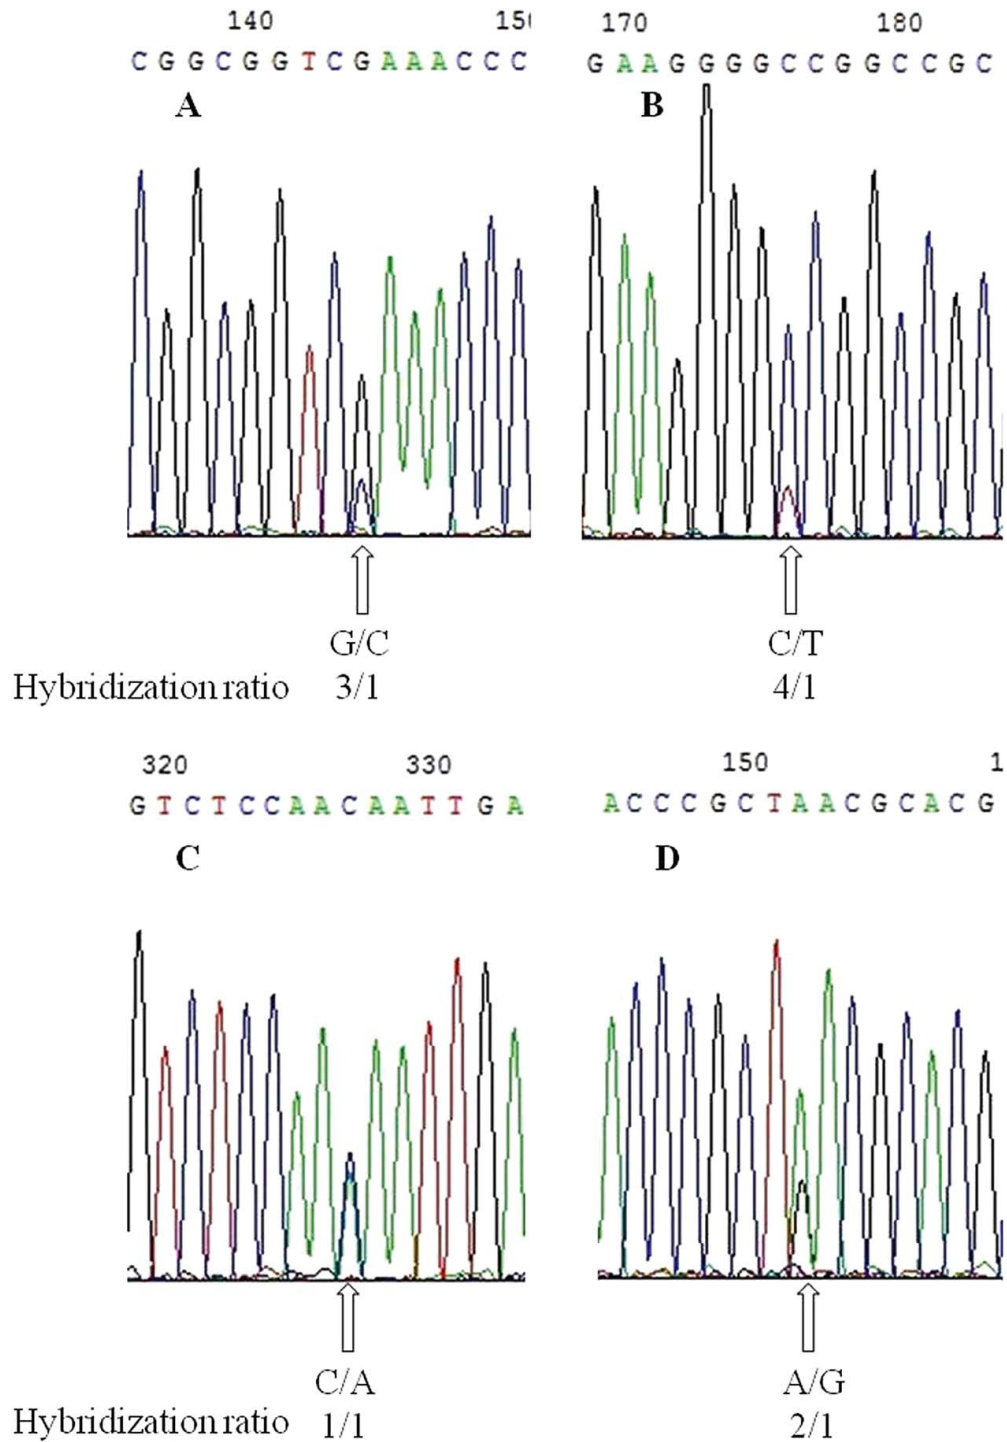 140 150
CGGCGGTCGAAACCC
A
170 180
GAAGGGGCCGGCCGC
B
G/C C/T
Hybridization ratio 3/1 4/1
320 330
GTCTCCAACAATTGA
C
150 1
ACCCGCTAACGCACG
D
C/A A/G
Hybridization ratio 1/1 2/1